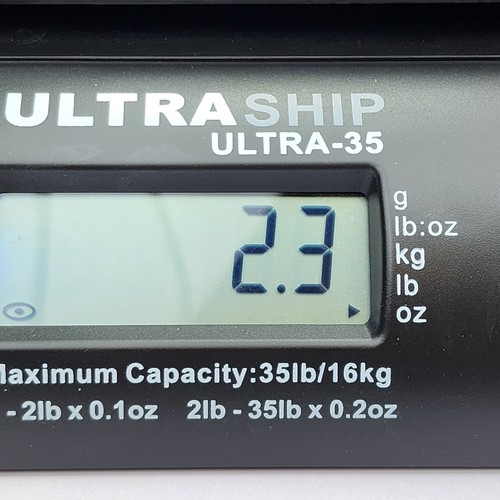 ULTRASHIP
ULTRA-35
g
lb:oz
2.3
kg
lb
oz
Maximum Capacity:35lb/16kg
- 2lb x 0.1oz 2lb - 35lb x 0.2oz